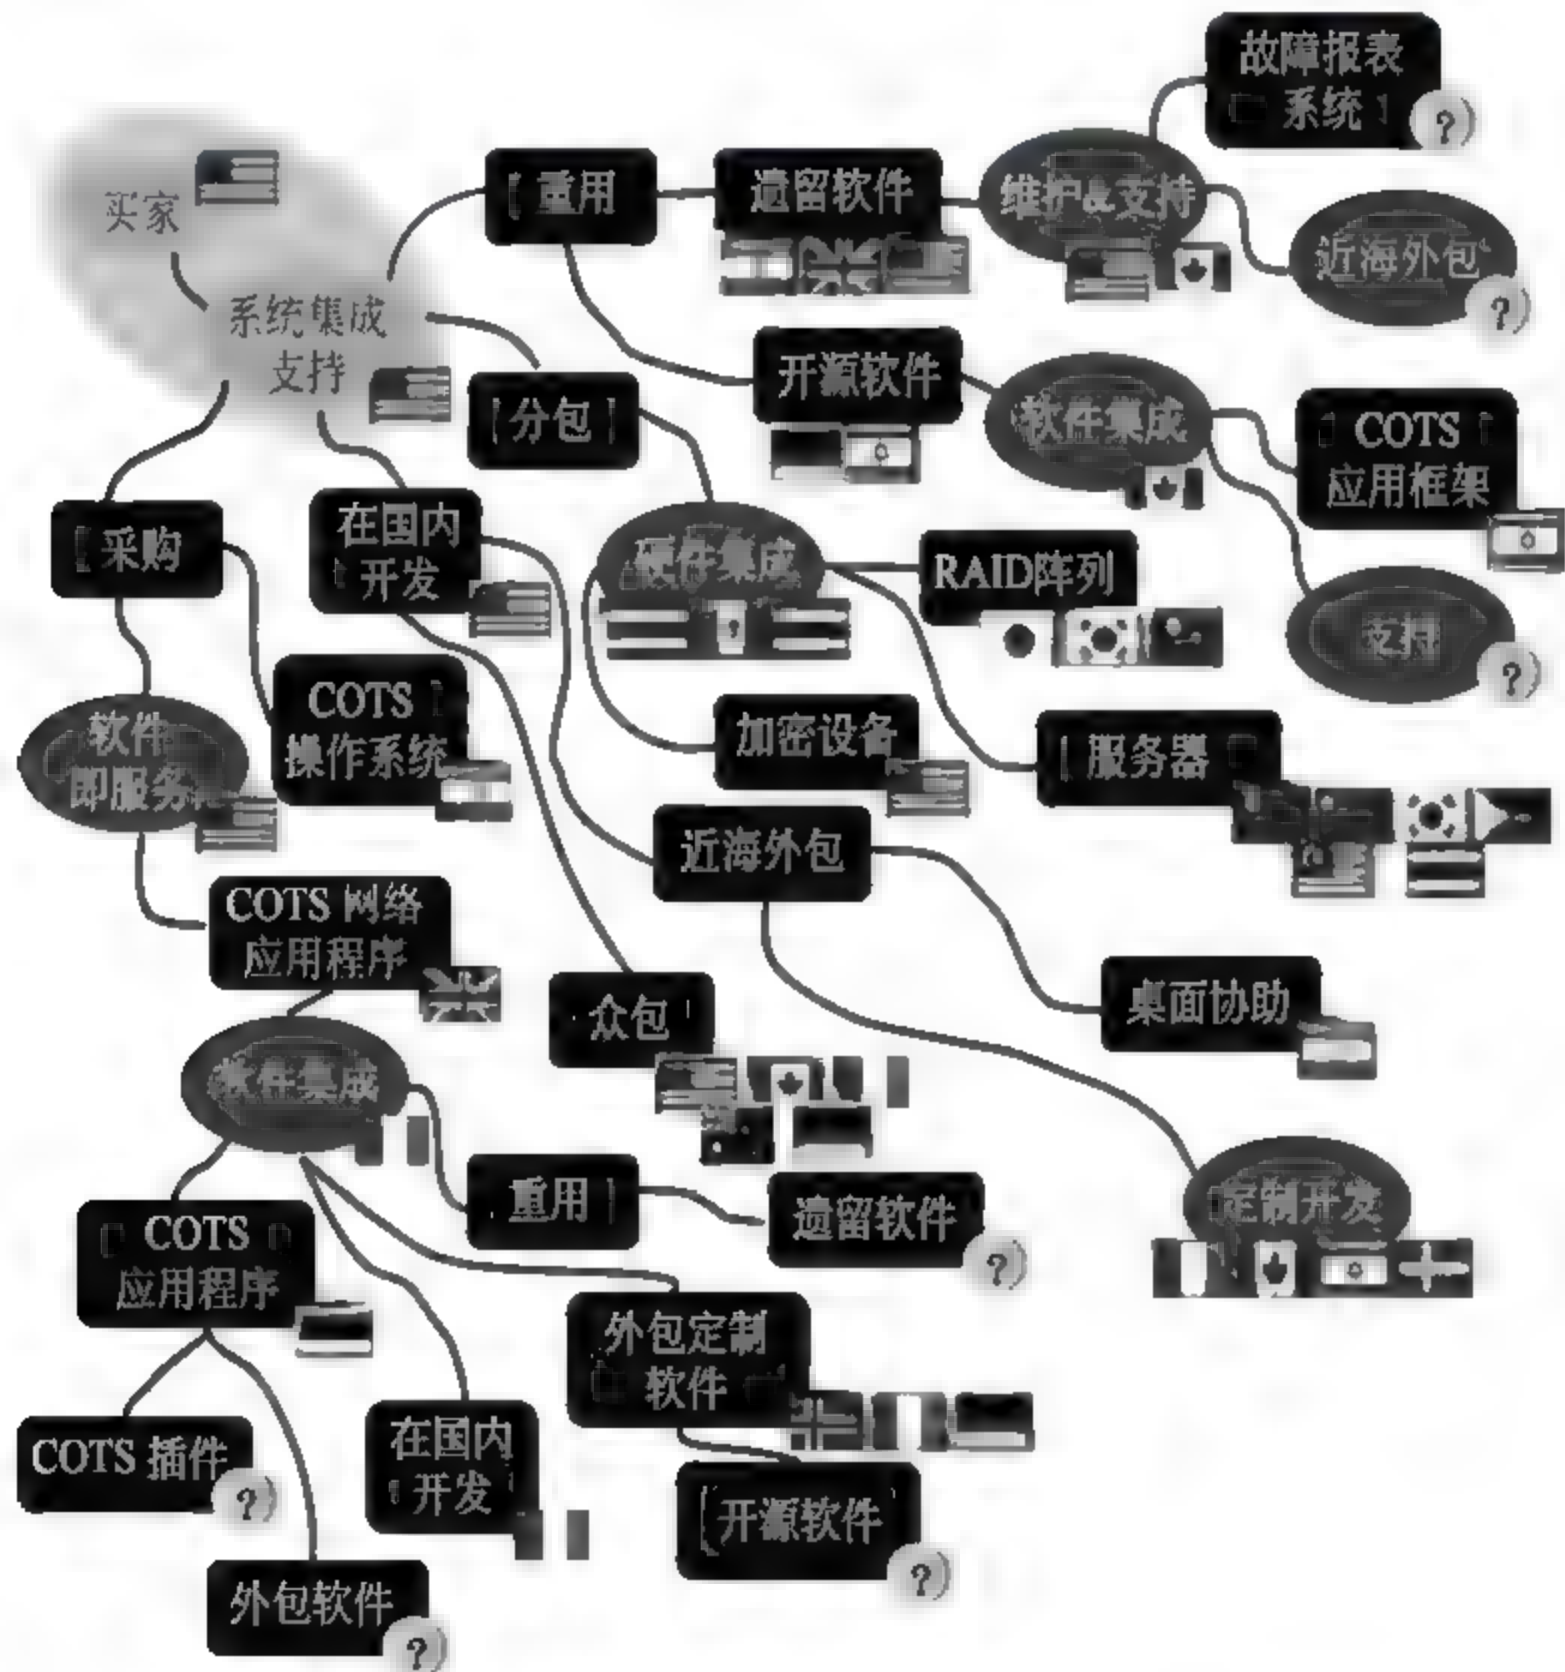 故障报表
系统
?
买家
重用
遗留软件
维护&支持
近海外包
?
系统集成
支持
分包
开源软件
软件集成
COTS
应用框架
采购
在国内
开发
硬件集成
RAID阵列
支持
?
COTS
操作系统
软件
即服务
加密设备
服务器
近海外包
COTS 网络
应用程序
众包
桌面协助
软件集成
重用
遗留软件
?
定制开发
COTS
应用程序
外包定制
软件
COTS 插件
?
在国内
开发
开源软件
?
外包软件
?